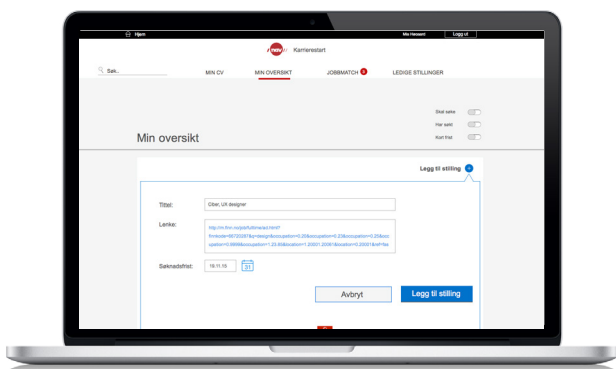 Hjem
Mia Hansen
Logg ut
nav
Karrierestart
Søk..
MIN CV
MIN OVERSIKT
JOBBMATCH
LEDIGE STILLINGER
Skal søke
Har søkt
Kort frist
Min oversikt
Legg til stilling +
Tittel:
Ciber, UX designer
Lenke:
Søknadsfrist:
16.11.15
31
Avbryt
Legg til stilling